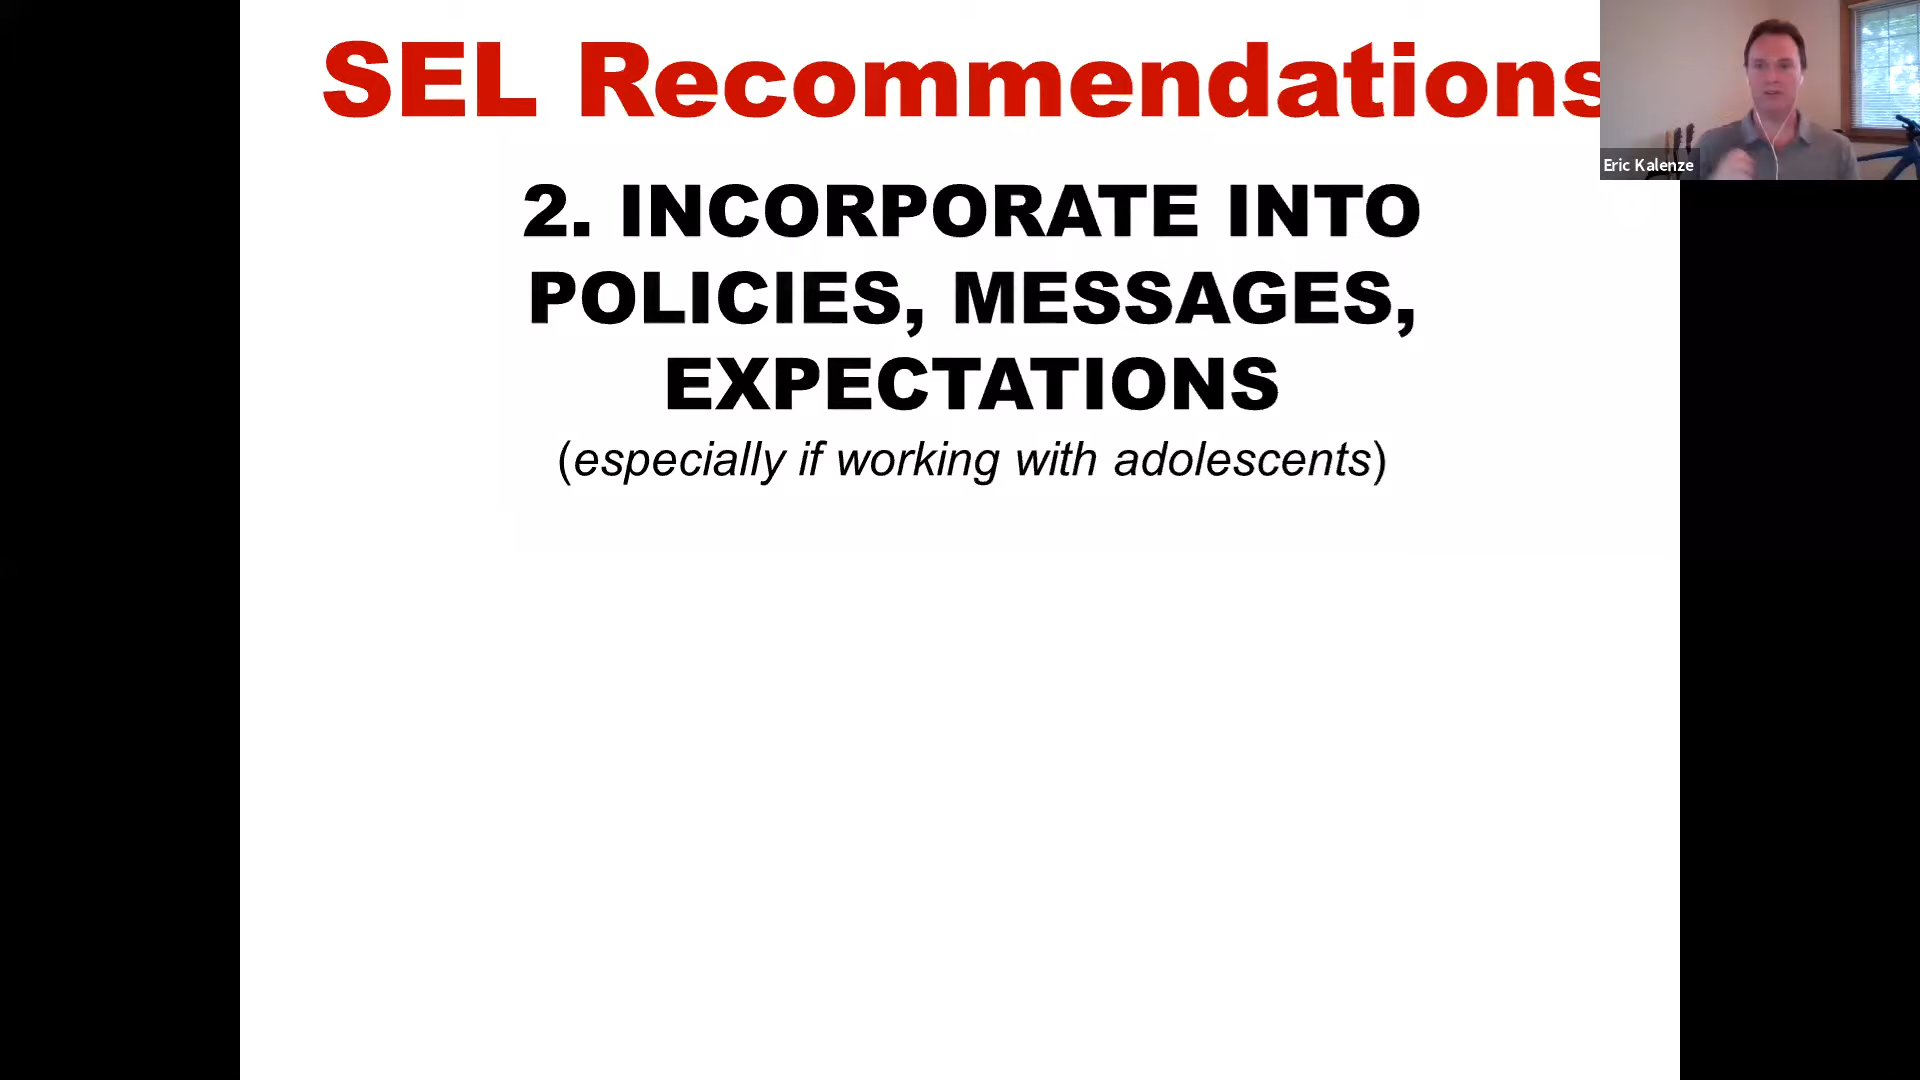 SEL Recommendations
2. INCORPORATE INTO
POLICIES, MESSAGES,
EXPECTATIONS
(especially if working with adolescents)
Eric Kalenze